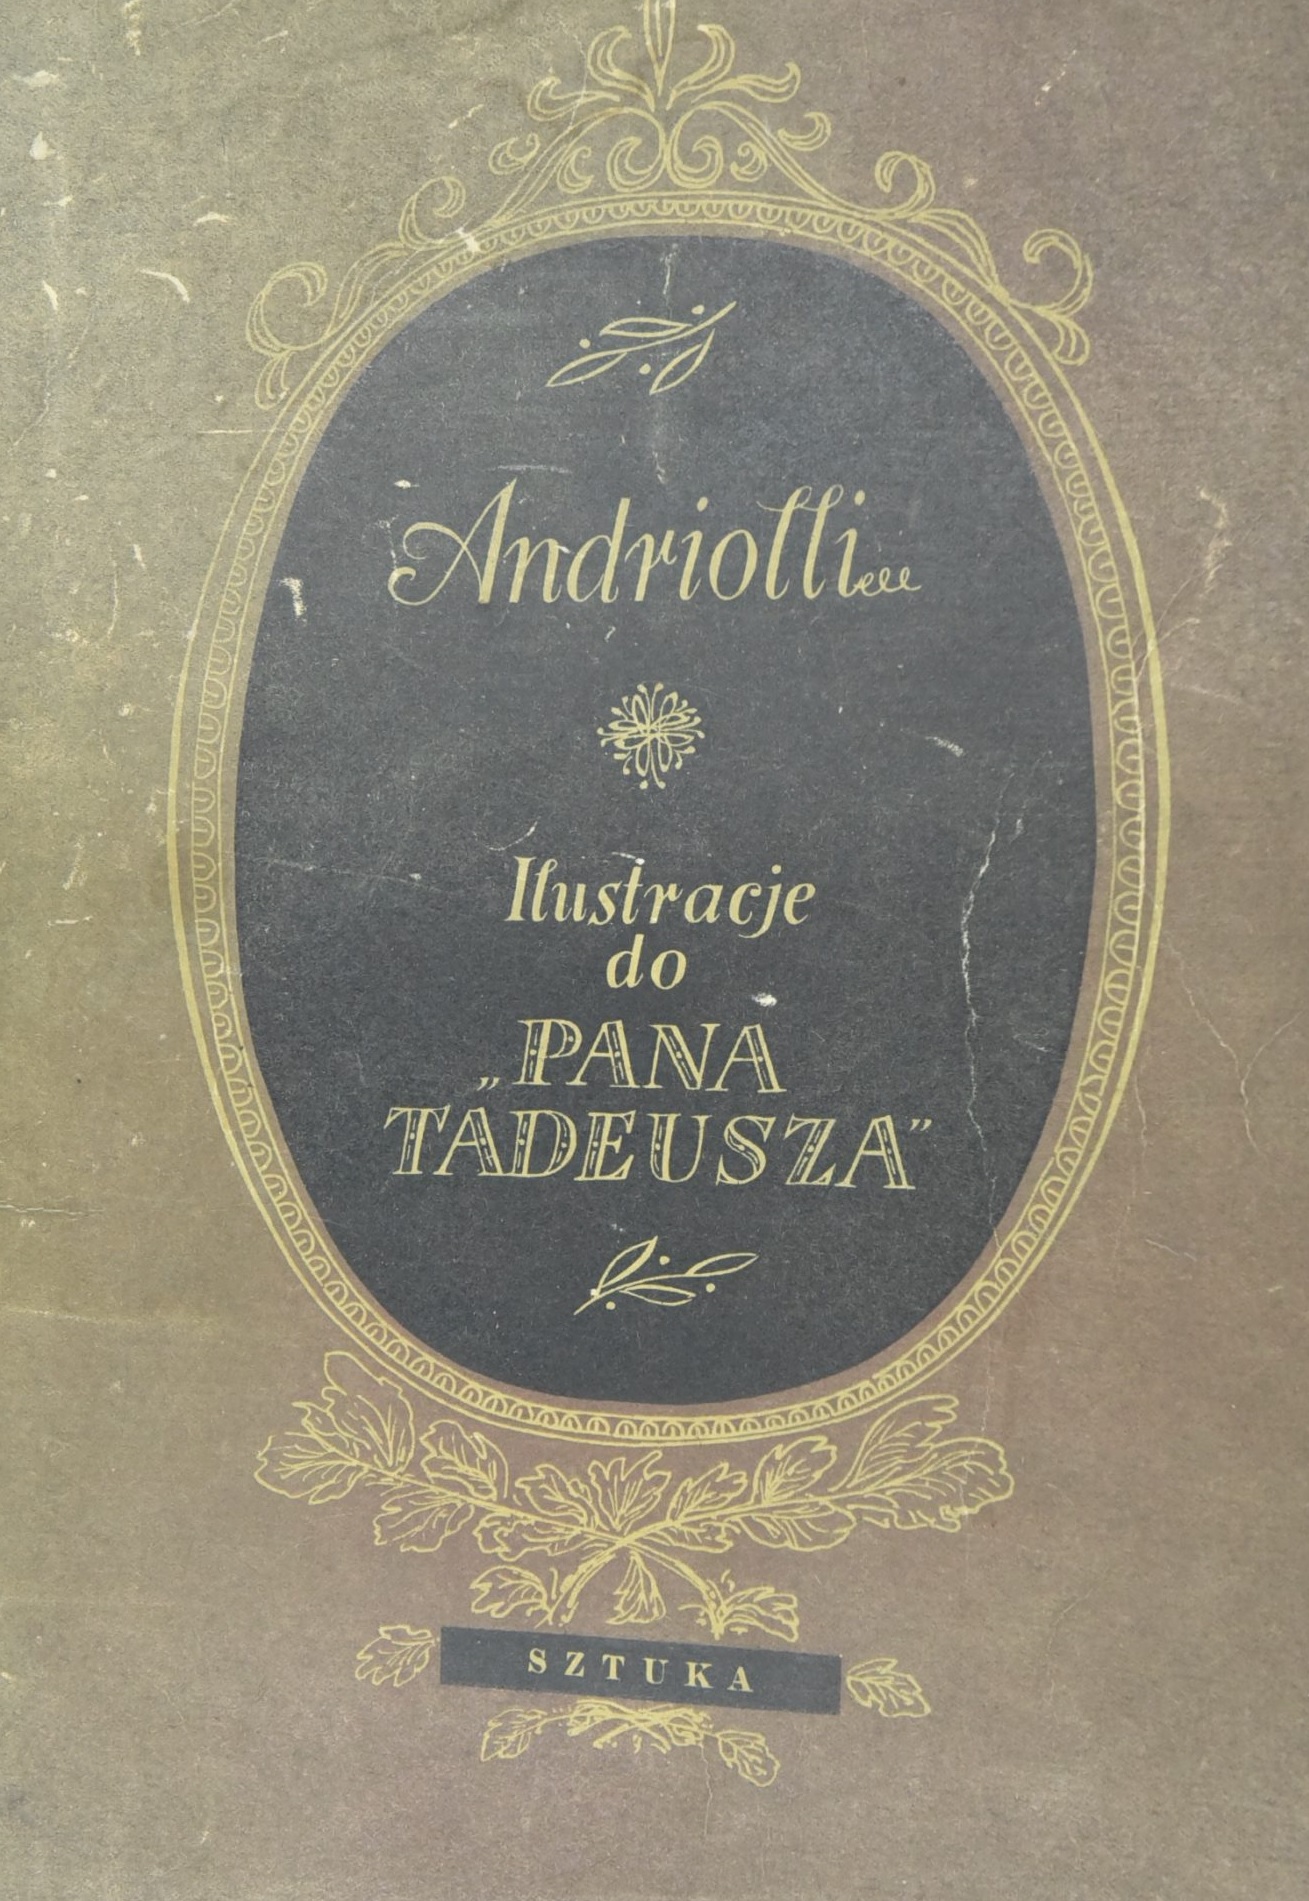 Andriolli
Ilustracje
do
„PANA
TADEUSZA”
SZTUKA